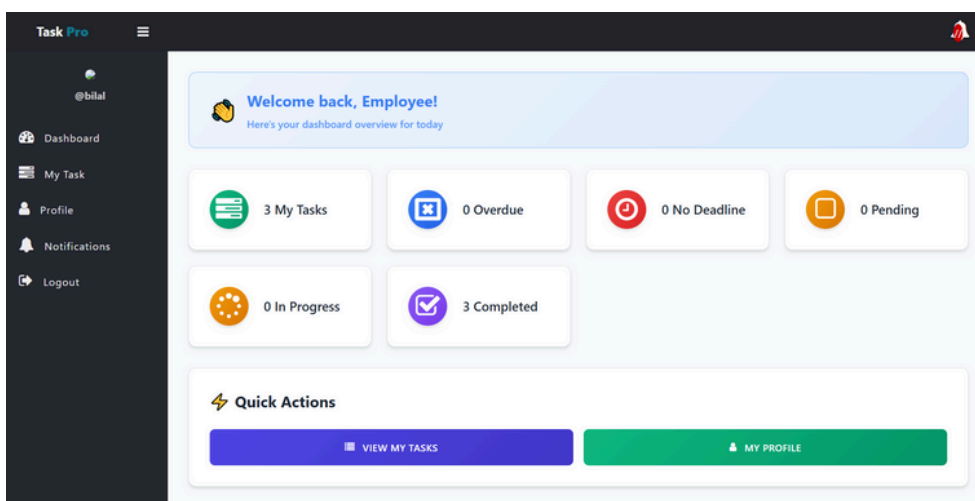 Task Pro
@bilal
Dashboard
My Task
Profile
Notifications
Logout
Welcome back, Employee!
Here's your dashboard overview for today
3 My Tasks
0 Overdue
0 No Deadline
0 Pending
0 In Progress
3 Completed
Quick Actions
VIEW MY TASKS
MY PROFILE